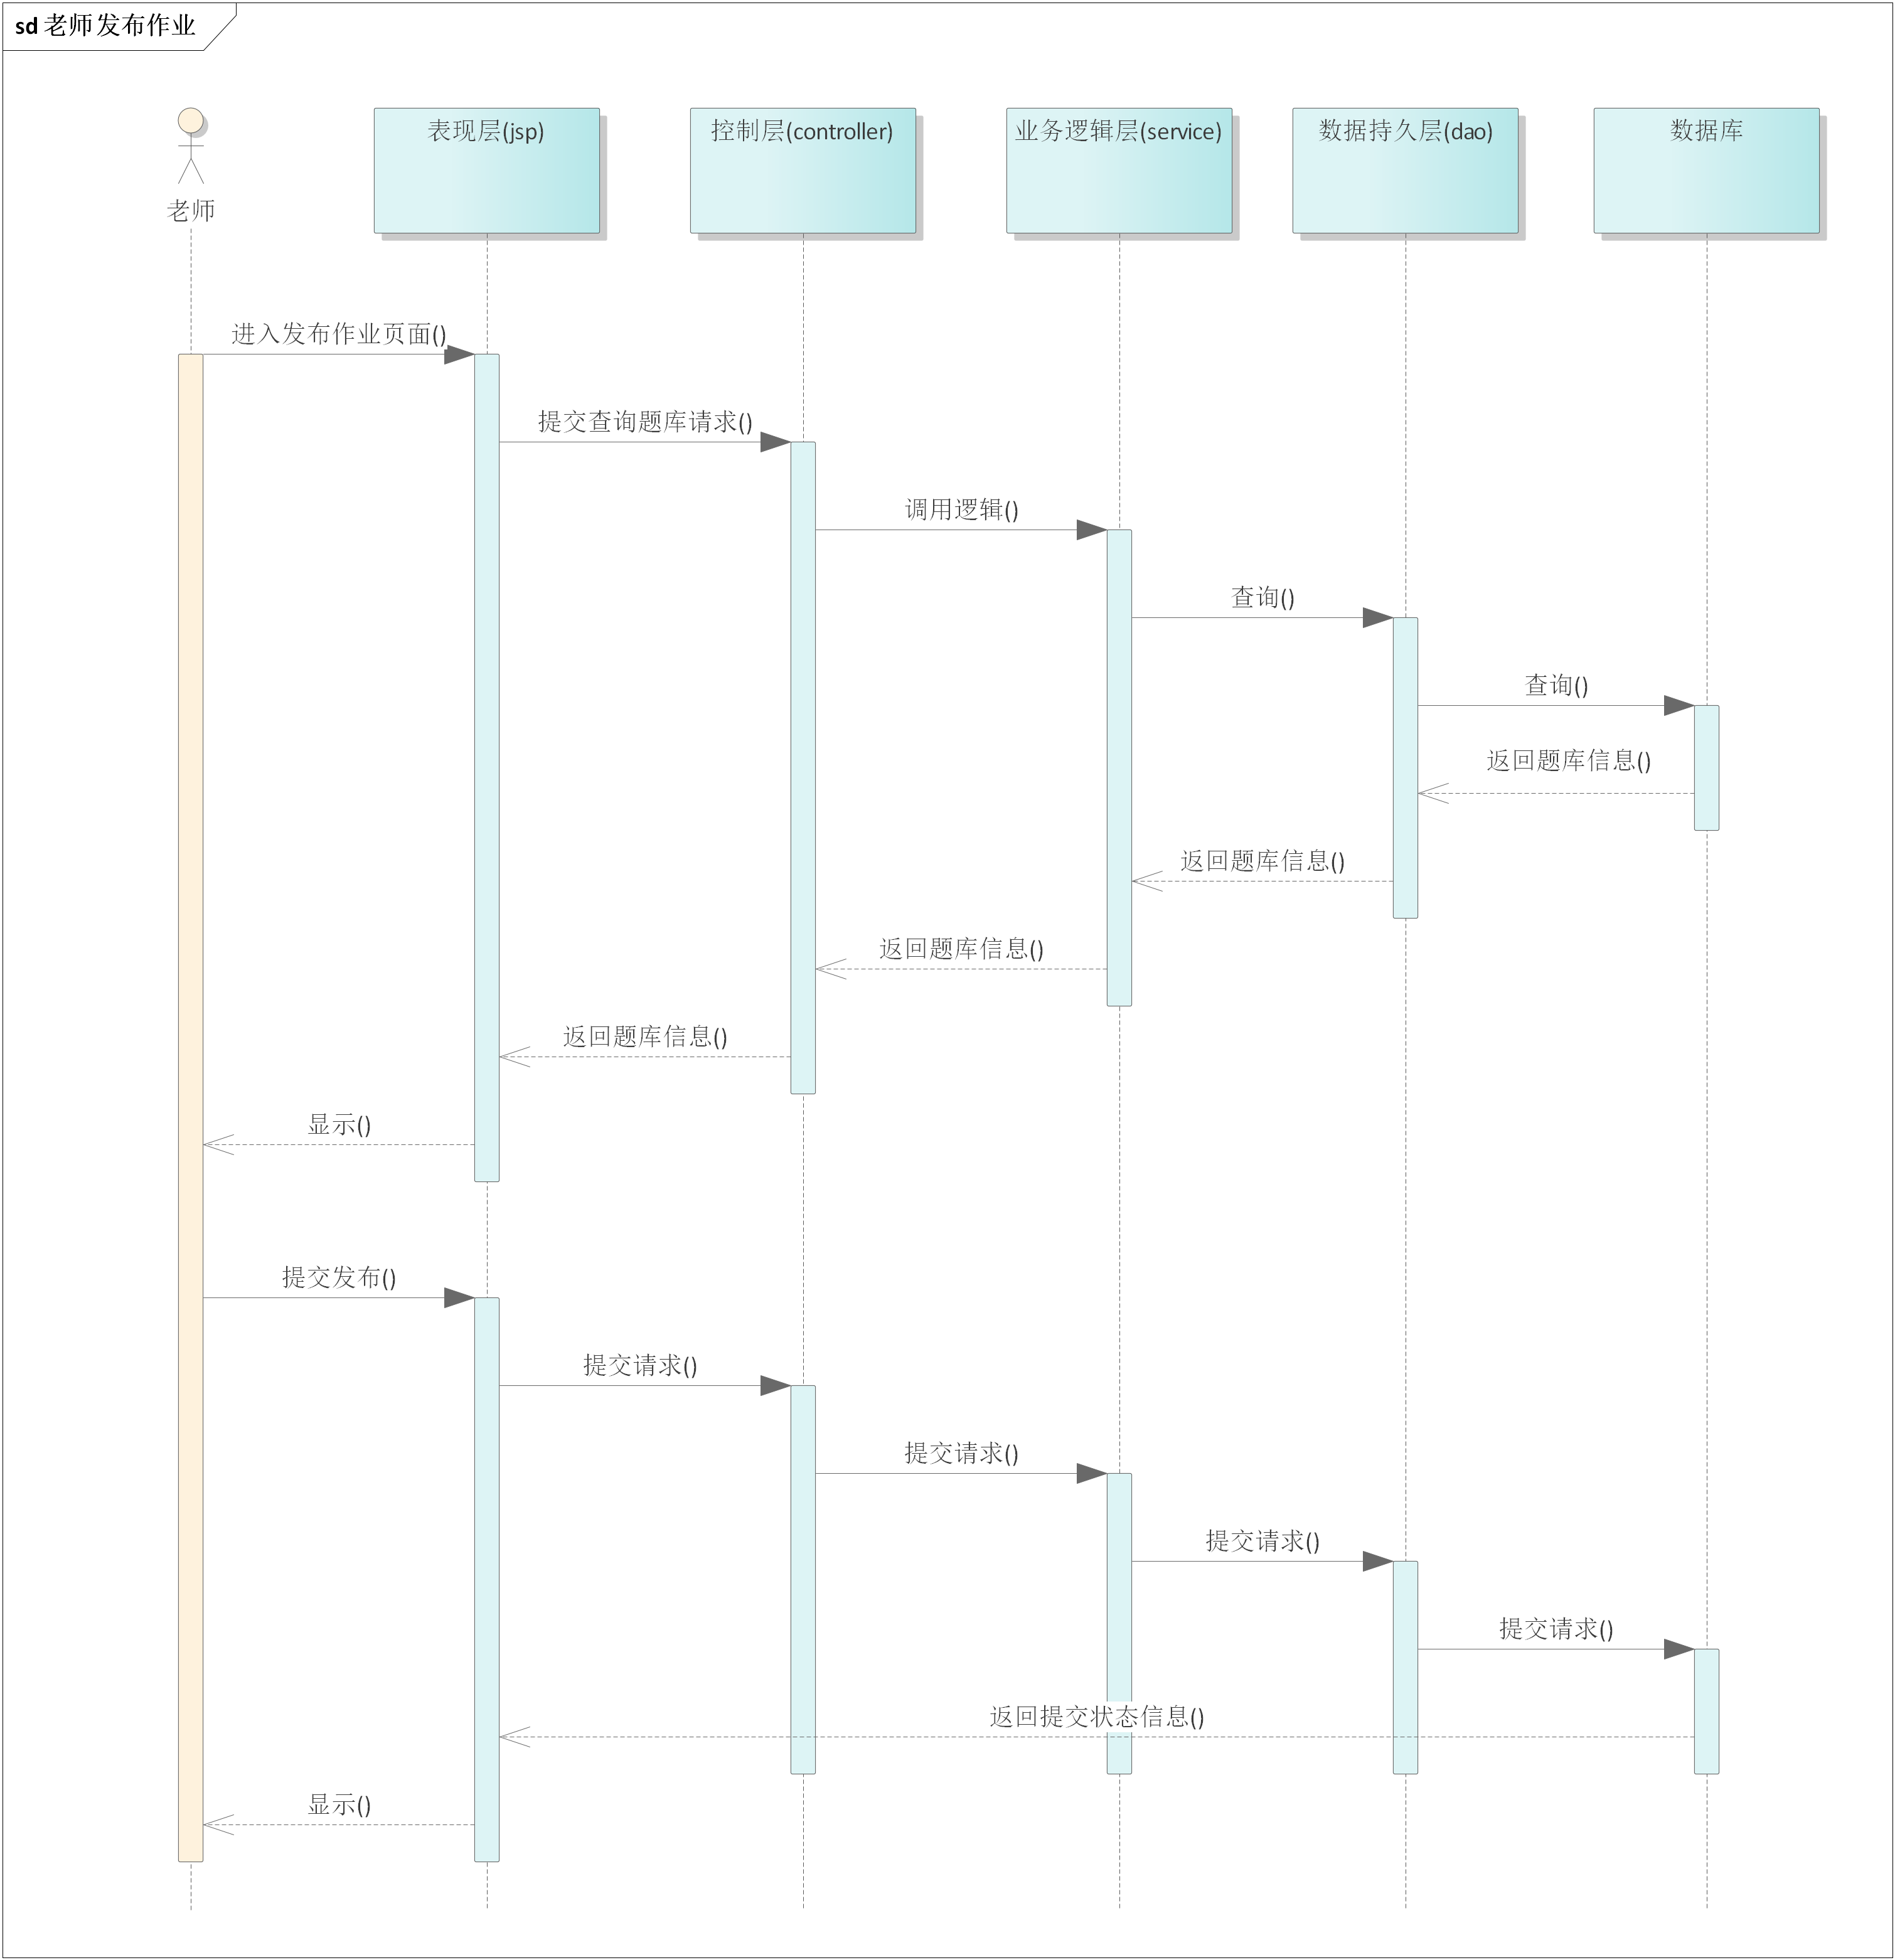 sd 老师发布作业
老师
表现层(jsp)
控制层(controller)
业务逻辑层(service)
数据持久层(dao)
数据库
进入发布作业页面()
提交查询题库请求()
调用逻辑()
查询()
查询()
返回题库信息()
返回题库信息()
返回题库信息()
返回题库信息()
显示()
提交发布()
提交请求()
提交请求()
提交请求()
提交请求()
返回提交状态信息()
显示()